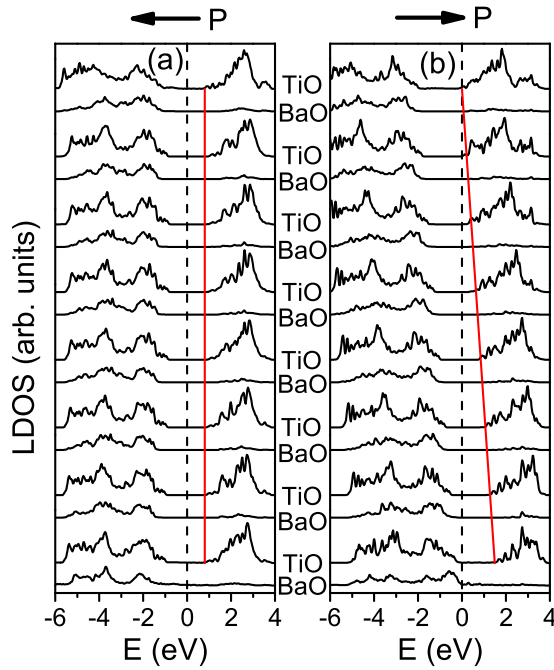 P
P
(a)
(b)
TiO
BaO
TiO
BaO
TiO
BaO
TiO
BaO
TiO
BaO
TiO
BaO
TiO
BaO
TiO
BaO
LDOS (arb. units)
-6 -4 -2 0 2 4
-6 -4 -2 0 2 4
E (eV)
E (eV)